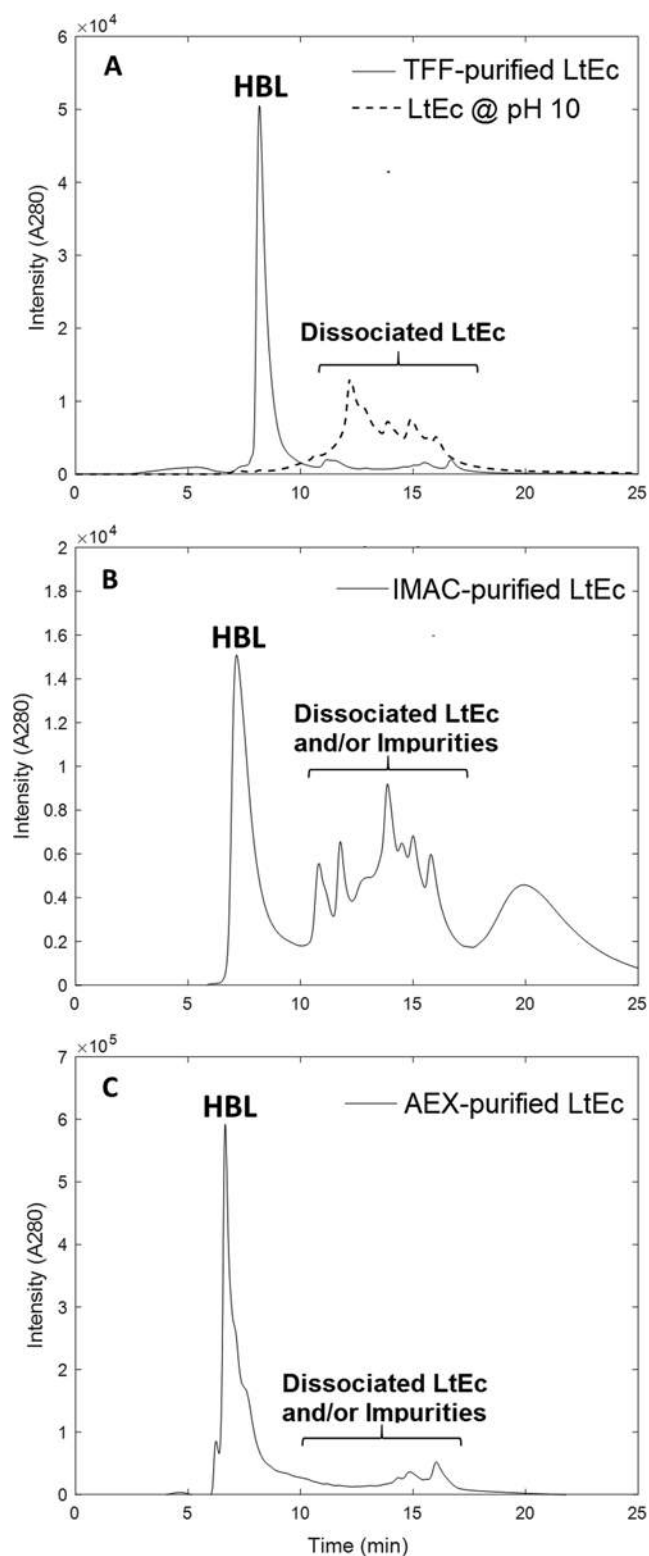 ×10⁴
6
5
4
3
2
1
0
Intensity (A280)
A
HBL
TFF-purified LtEc
LtEc @ pH 10
Dissociated LtEc
0 5 10 15 20 25
×10⁴
2
1.8
1.6
1.4
1.2
1
0.8
0.6
0.4
0.2
0
Intensity (A280)
B
IMAC-purified LtEc
HBL
Dissociated LtEc
and/or Impurities
0 5 10 15 20 25
×10⁵
7
6
5
4
3
2
1
0
Intensity (A280)
C
HBL
AEX-purified LtEc
Dissociated LtEc
and/or Impurities
0 5 10 15 20 25
Time (min)